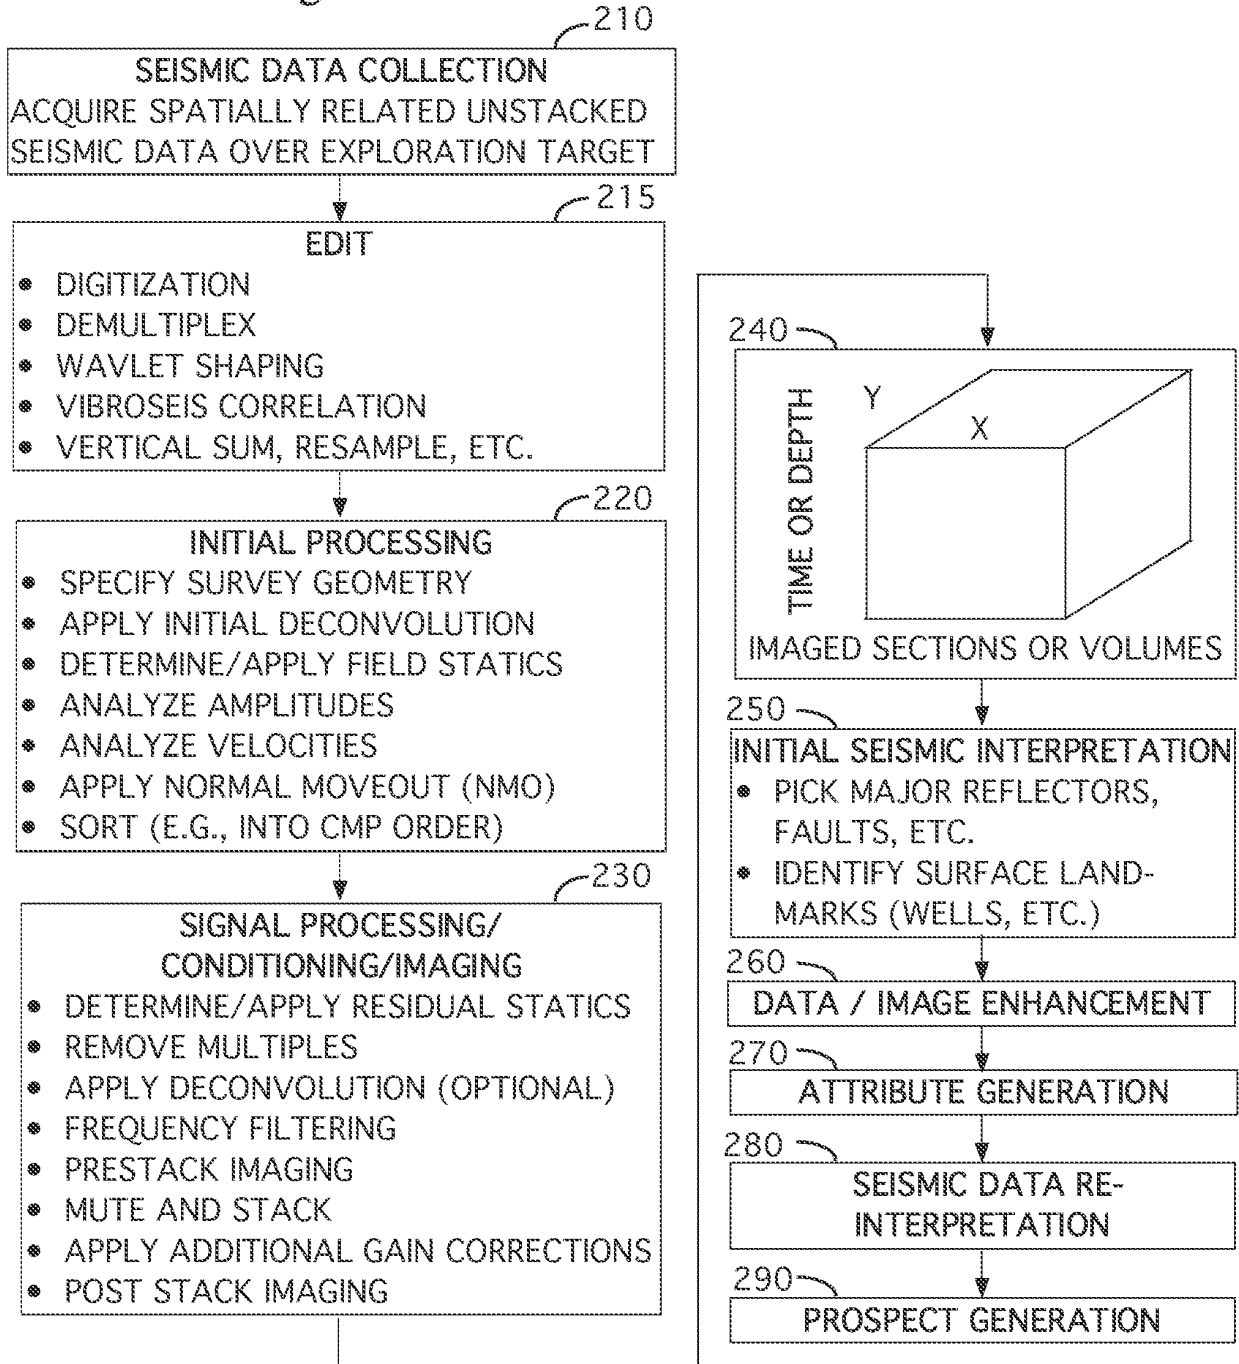 210
SEISMIC DATA COLLECTION
ACQUIRE SPATIALLY RELATED UNSTACKED
SEISMIC DATA OVER EXPLORATION TARGET
215
EDIT
• DIGITIZATION
• DEMULTIPLEX
• WAVLET SHAPING
• VIBROSEIS CORRELATION
• VERTICAL SUM, RESAMPLE, ETC.
220
INITIAL PROCESSING
• SPECIFY SURVEY GEOMETRY
• APPLY INITIAL DECONVOLUTION
• DETERMINE/APPLY FIELD STATICS
• ANALYZE AMPLITUDES
• ANALYZE VELOCITIES
• APPLY NORMAL MOVEOUT (NMO)
• SORT (E.G., INTO CMP ORDER)
230
SIGNAL PROCESSING/
CONDITIONING/IMAGING
• DETERMINE/APPLY RESIDUAL STATICS
• REMOVE MULTIPLES
• APPLY DECONVOLUTION (OPTIONAL)
• FREQUENCY FILTERING
• PRESTACK IMAGING
• MUTE AND STACK
• APPLY ADDITIONAL GAIN CORRECTIONS
• POST STACK IMAGING
240
TIME OR DEPTH
Y
X
IMAGED SECTIONS OR VOLUMES
250
INITIAL SEISMIC INTERPRETATION
• PICK MAJOR REFLECTORS,
FAULTS, ETC.
• IDENTIFY SURFACE LAND-
MARKS (WELLS, ETC.)
260
DATA / IMAGE ENHANCEMENT
270
ATTRIBUTE GENERATION
280
SEISMIC DATA RE-
INTERPRETATION
290
PROSPECT GENERATION